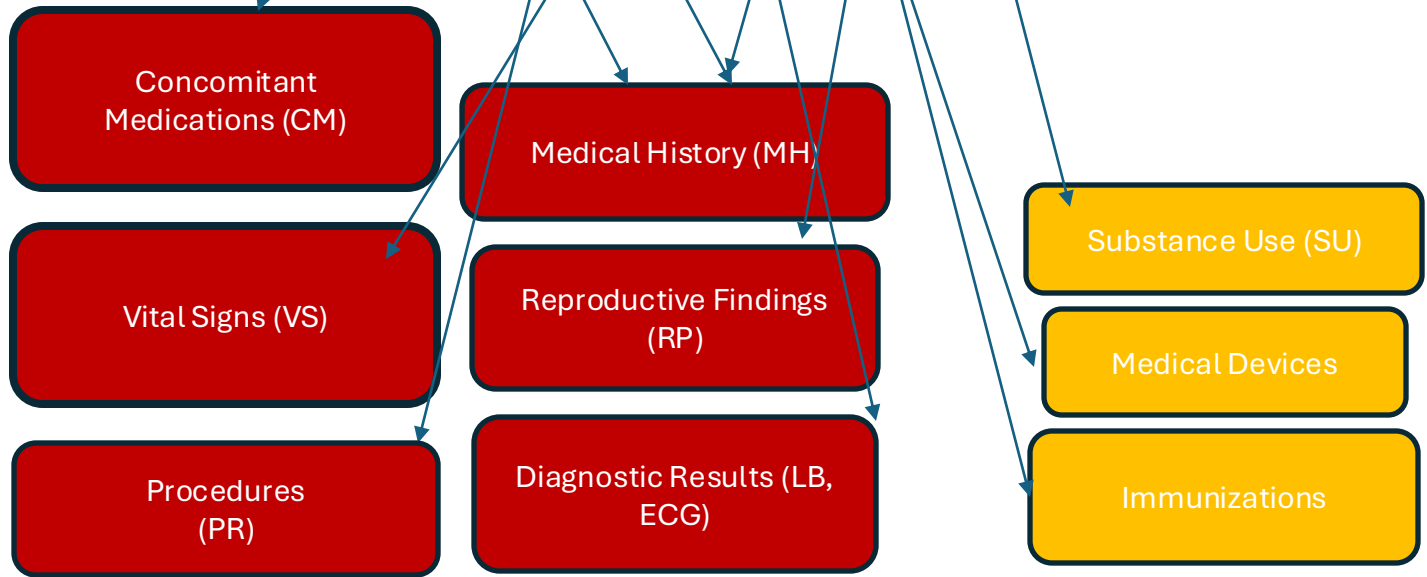 Concomitant
Medications (CM)
Medical History (MH)
Substance Use (SU)
Vital Signs (VS)
Reproductive Findings
(RP)
Medical Devices
Procedures
(PR)
Diagnostic Results (LB,
ECG)
Immunizations